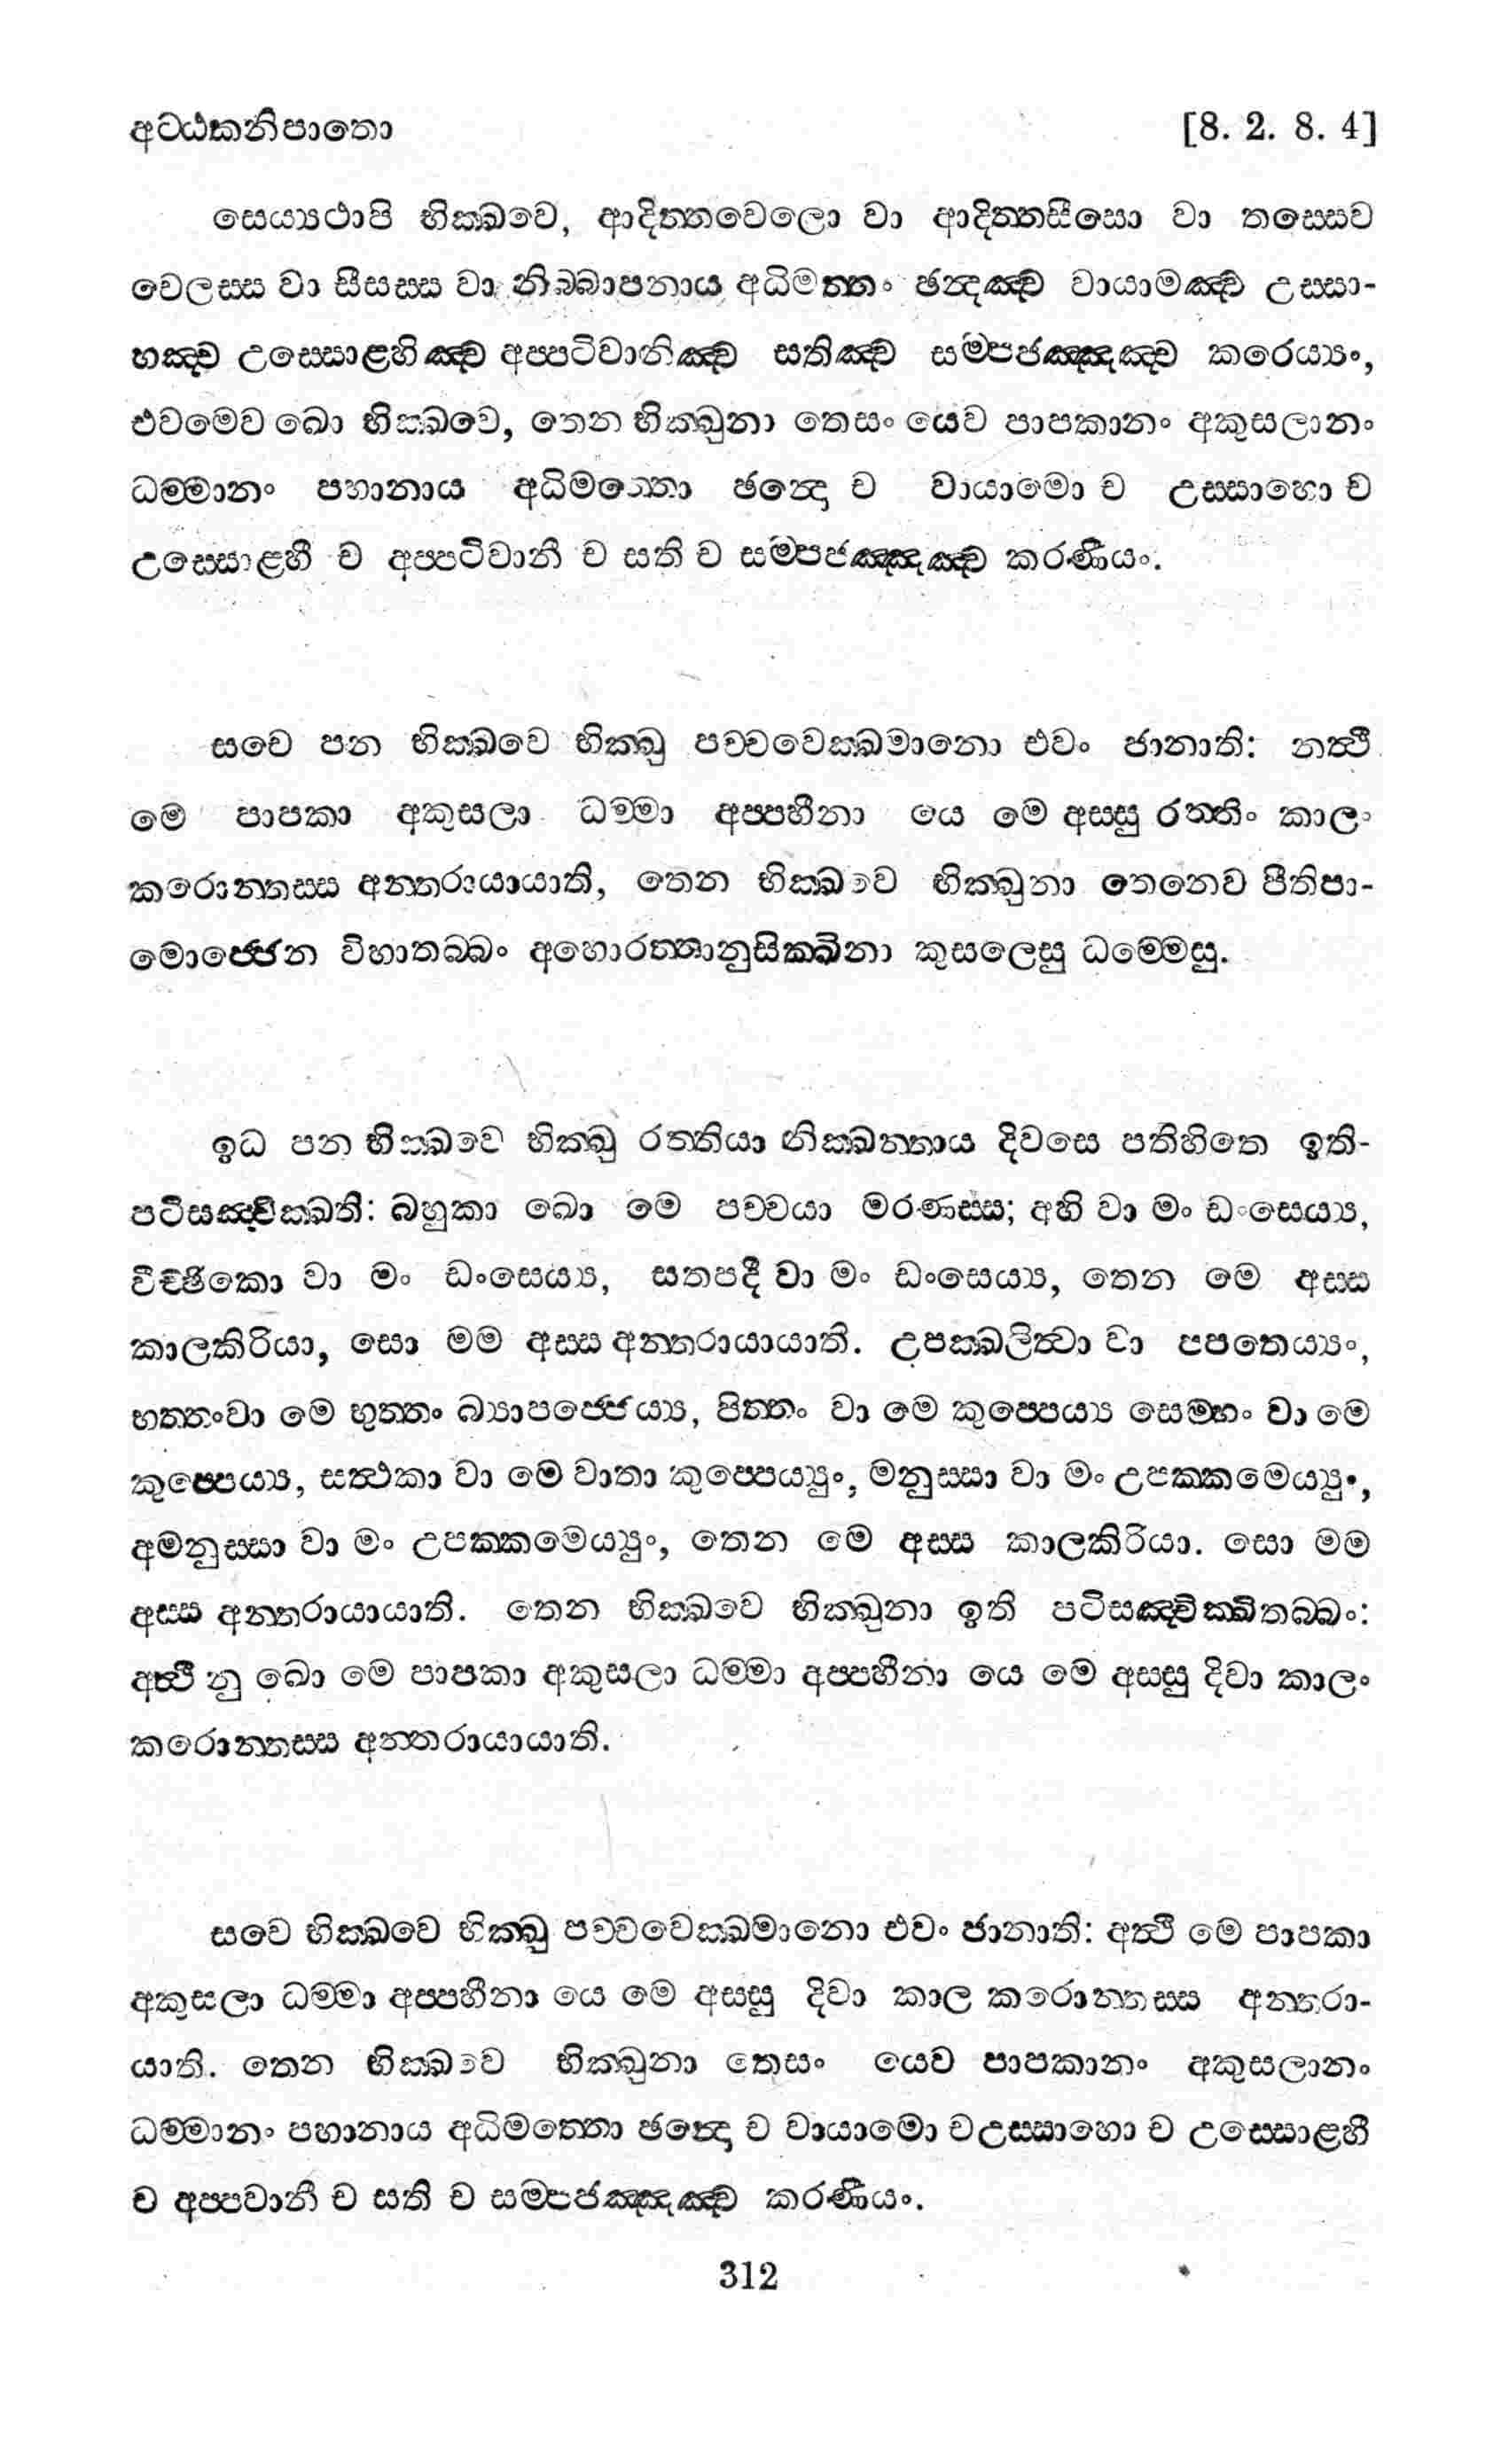 අට්ඨකනිපාතො [8. 2. 8. 4]
සෙය්‍යථාපි භික්ඛවෙ, ආදිත්තවෙලො වා ආදිත්තසීසො වා තස්සෙව
චෙලස්ස වා සීසස්ස වා නිබ්බාපනාය අධිමත්තං ඡන්දඤ්ච වායාමඤ්ච උස්සා-
හඤ්ච උස්සොළ්හිඤ්ච අප්පටිවානිඤ්ච සතිඤ්ච සම්පජඤ්ඤඤ්ච කරෙය්‍යං,
එවමෙව ඛො භික්ඛවෙ, තෙන භික්ඛුනා තෙසං යෙව පාපකානං අකුසලානං
ධම්මානං පහානාය අධිමත්තො ඡන්දො ච වායාමො ච උස්සාහො ච
උස්සොළ්හී ච අප්පටිවානී ච සති ච සම්පජඤ්ඤඤ්ච කරණීයං.
සචෙ පන භික්ඛවෙ භික්ඛු පච්චවෙක්ඛමානො එවං ජානාති: නත්ථි
මෙ පාපකා අකුසලා ධම්මා අප්පහීනා යෙ මෙ අස්සු රත්තිං කාලං
කරොන්තස්ස අන්තරායායාති, තෙන භික්ඛවෙ භික්ඛුනා තෙනෙව පීතිපා-
මොජ්ජෙන විහාතබ්බං අහොරත්තානුසික්ඛිනා කුසලෙසු ධම්මෙසු.
ඉධ පන භික්ඛවෙ භික්ඛු රත්තියා නික්ඛන්තාය දිවසෙ පතිහිතෙ ඉති-
පටිසඤ්චික්ඛති: බහුකා ඛො මෙ පච්චයා මරණස්ස; අහි වා මං ඩංසෙය්‍ය,
විච්ඡිකො වා මං ඩංසෙය්‍ය, සතපදී වා මං ඩංසෙය්‍ය, තෙන මෙ අස්ස
කාලකිරියා, සො මම අස්ස අන්තරායායාති. උපක්ඛලිත්වා වා පපතෙය්‍යං,
භත්තංවා මෙ භුත්තං බ්‍යාපජ්ජෙය්‍ය, පිත්තං වා මෙ කුප්පෙය්‍ය සෙම්හං වා මෙ
කුප්පෙය්‍ය, සත්ථකා වා මෙ වාතා කුප්පෙය්‍යුං, මනුස්සා වා මං උපක්කමෙය්‍යුං,
අමනුස්සා වා මං උපක්කමෙය්‍යුං, තෙන මෙ අස්ස කාලකිරියා. සො මම
අස්ස අන්තරායායාති. තෙන භික්ඛවෙ භික්ඛුනා ඉති පටිසඤ්චික්ඛිතබ්බං:
අත්ථි නු ඛො මෙ පාපකා අකුසලා ධම්මා අප්පහීනා යෙ මෙ අස්සු දිවා කාලං
කරොන්තස්ස අන්තරායායාති.
සචෙ භික්ඛවෙ භික්ඛු පච්චවෙක්ඛමානො එවං ජානාති: අත්ථි මෙ පාපකා
අකුසලා ධම්මා අප්පහීනා යෙ මෙ අස්සු දිවා කාල කරොන්තස්ස අන්තරා-
යාති. තෙන භික්ඛවෙ භික්ඛුනා තෙසං යෙව පාපකානං අකුසලානං
ධම්මානං පහානාය අධිමත්තො ඡන්දො ච වායාමො චඋස්සාහො ච උස්සොළ්හී
ච අප්පවානී ච සති ච සම්පජඤ්ඤඤ්ච කරණීයං.
312